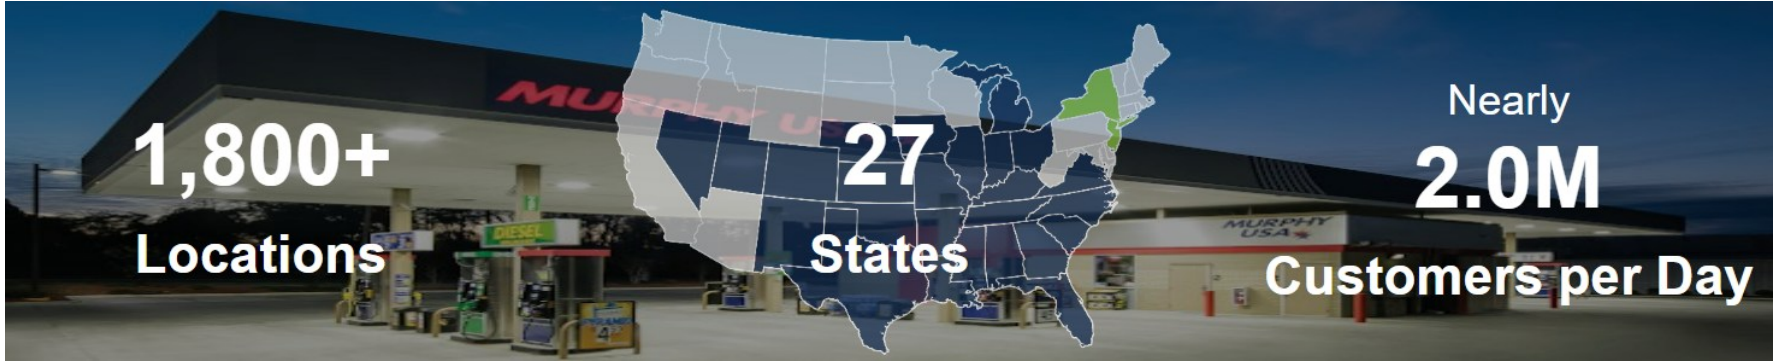 1,800+
Locations
MURPHY USA
27
States
DIESEL
MURPHY
USA
Nearly
2.0M
Customers per Day